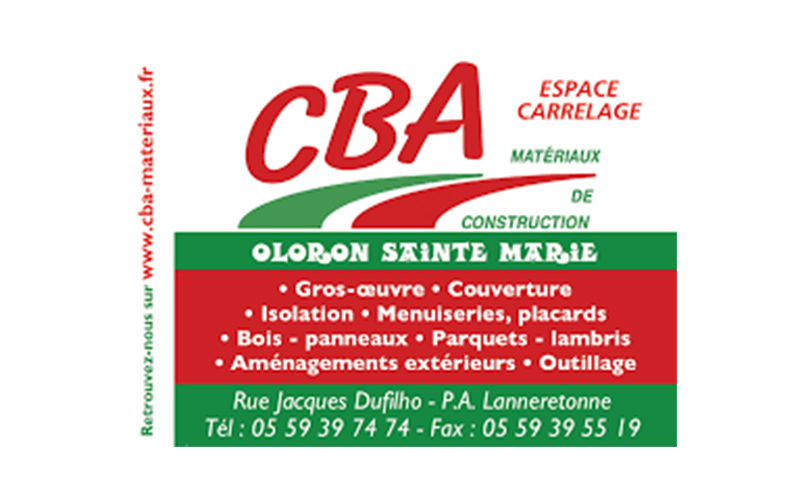 CBA
ESPACE
CARRELAGE
MATÉRIAUX
DE
CONSTRUCTION
OLORON SAINTE MARIE
• Gros-œuvre • Couverture
• Isolation • Menuiseries, placards
• Bois - panneaux • Parquets - lambris
• Aménagements extérieurs • Outillage
Rue Jacques Dufilho - P.A. Lanneretonne
Tél : 05 59 39 74 74 - Fax : 05 59 39 55 19
Retrouvez-nous sur www.cba-materiaux.fr